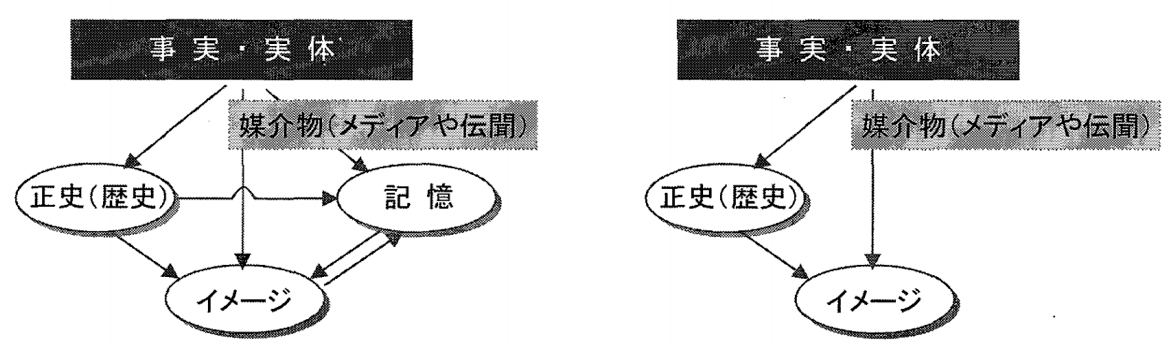 事実・実体
媒介物(メディアや伝聞)
正史(歴史)
記憶
イメージ
事実・実体
媒介物(メディアや伝聞)
正史(歴史)
イメージ